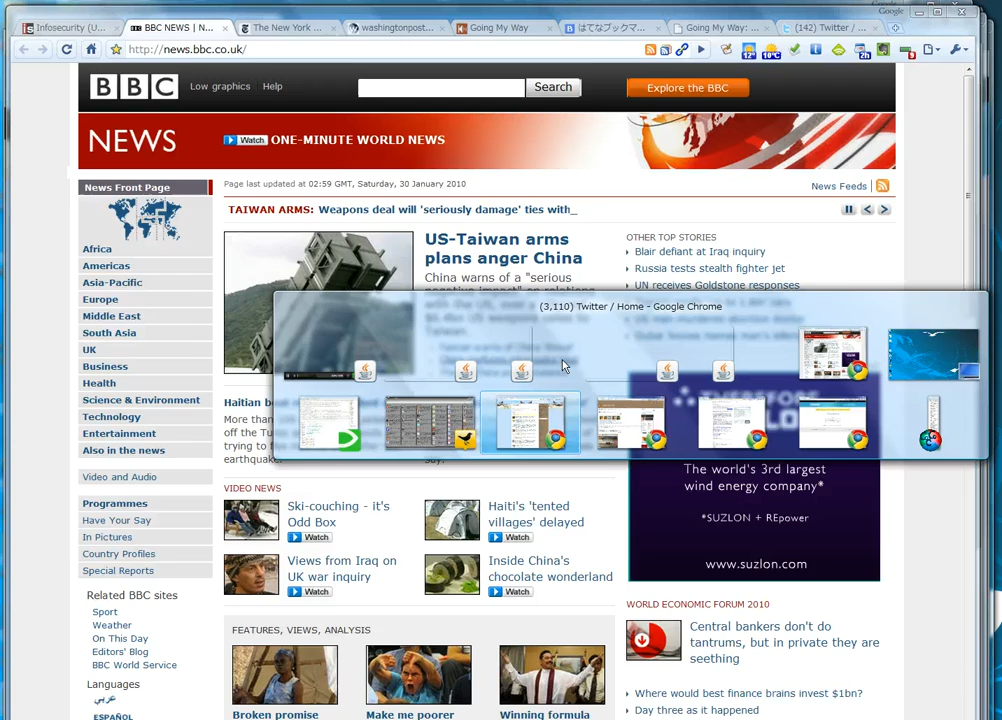 Google
Infosecurity (U
BBC NEWS | N...
The New York ...
washingtonpost...
Going My Way
はてなブックマ...
Going My Way: ...
(142) Twitter / ...
http://news.bbc.co.uk/
12°
10°C
2h
BBC
Low graphics
Help
Search
Explore the BBC
NEWS
Watch
ONE-MINUTE WORLD NEWS
News Front Page
Page last updated at 02:59 GMT, Saturday, 30 January 2010
News Feeds
TAIWAN ARMS: Weapons deal will 'seriously damage' ties with_
Africa
Americas
Asia-Pacific
Europe
Middle East
South Asia
UK
Business
Health
Science & Environment
Technology
Entertainment
Also in the news
Video and Audio
Programmes
Have Your Say
In Pictures
Country Profiles
Special Reports
Related BBC sites
Sport
Weather
On This Day
Editors' Blog
BBC World Service
Languages
عربي
ESPAÑOL
US-Taiwan arms
plans anger China
China warns of a "serious
OTHER TOP STORIES
Blair defiant at Iraq inquiry
Russia tests stealth fighter jet
UN receives Goldstone responses
(3,110) Twitter / Home - Google Chrome
More than
off the Tu
trying to
earthquake.
VIDEO NEWS
Ski-couching - it's
Odd Box
Watch
Haiti's 'tented
villages' delayed
Watch
Views from Iraq on
UK war inquiry
Watch
Inside China's
chocolate wonderland
Watch
The world's 3rd largest
wind energy company*
*SUZLON + REpower
www.suzlon.com
FEATURES, VIEWS, ANALYSIS
Broken promise
Make me poorer
Winning formula
WORLD ECONOMIC FORUM 2010
Central bankers don't do
tantrums, but in private they are
seething
Where would best finance brains invest $1bn?
Day three as it happened